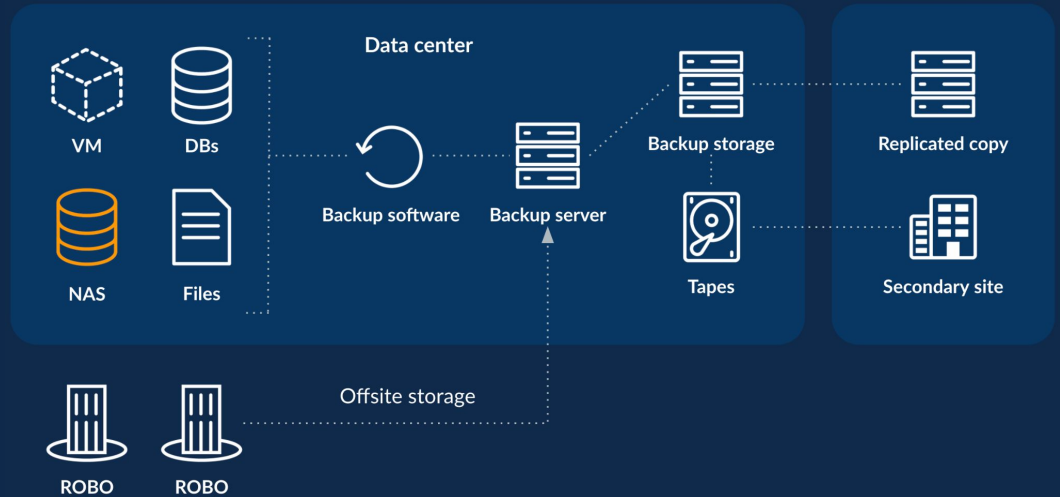 Data center
VM
DBs
Backup software
Backup server
Backup storage
Replicated copy
NAS
Files
Tapes
Secondary site
Offsite storage
ROBO
ROBO